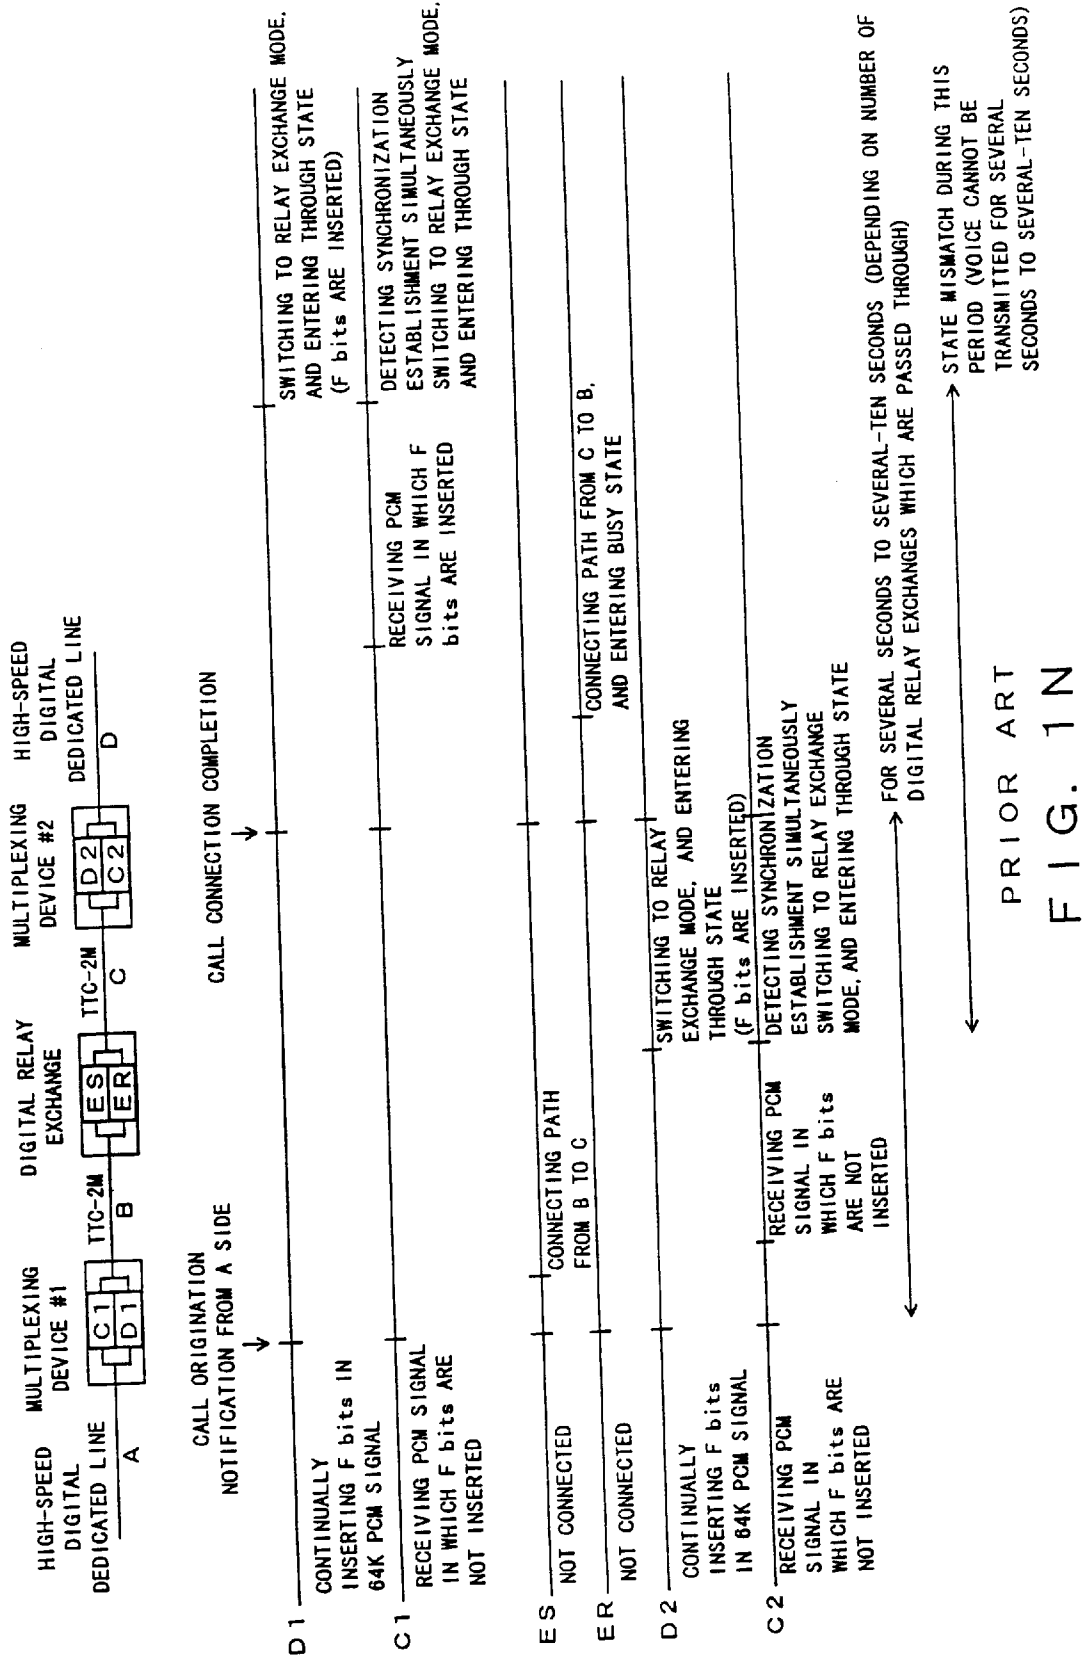 HIGH-SPEED
DIGITAL
DEDICATED LINE
A
MULTIPLEXING
DEVICE #1
C1
D1
TTC-2M
B
DIGITAL RELAY
EXCHANGE
ES
ER
TTC-2M
C
MULTIPLEXING
DEVICE #2
D2
C2
HIGH-SPEED
DIGITAL
DEDICATED LINE
D
CALL ORIGINATION
NOTIFICATION FROM A SIDE
CALL CONNECTION COMPLETION
D1
CONTINUALLY
INSERTING F bits IN
64K PCM SIGNAL
SWITCHING TO RELAY EXCHANGE MODE,
AND ENTERING THROUGH STATE
(F bits ARE INSERTED)
C1
RECEIVING PCM SIGNAL
IN WHICH F bits ARE
NOT INSERTED
RECEIVING PCM
SIGNAL IN WHICH F
bits ARE INSERTED
DETECTING SYNCHRONIZATION
ESTABLISHMENT SIMULTANEOUSLY
SWITCHING TO RELAY EXCHANGE MODE,
AND ENTERING THROUGH STATE
ES
NOT CONNECTED
CONNECTING PATH
FROM B TO C
ER
NOT CONNECTED
CONNECTING PATH FROM C TO B,
AND ENTERING BUSY STATE
D2
CONTINUALLY
INSERTING F bits
IN 64K PCM SIGNAL
SWITCHING TO RELAY
EXCHANGE MODE, AND ENTERING
THROUGH STATE
(F bits ARE INSERTED)
C2
RECEIVING PCM
SIGNAL IN
WHICH F bits ARE
NOT INSERTED
RECEIVING PCM
SIGNAL IN
WHICH F bits
ARE NOT
INSERTED
DETECTING SYNCHRONIZATION
ESTABLISHMENT SIMULTANEOUSLY
SWITCHING TO RELAY EXCHANGE
MODE, AND ENTERING THROUGH STATE
FOR SEVERAL SECONDS TO SEVERAL-TEN SECONDS (DEPENDING ON NUMBER OF
DIGITAL RELAY EXCHANGES WHICH ARE PASSED THROUGH)
STATE MISMATCH DURING THIS
PERIOD (VOICE CANNOT BE
TRANSMITTED FOR SEVERAL
SECONDS TO SEVERAL-TEN SECONDS)
PRIOR ART
FIG. 1N